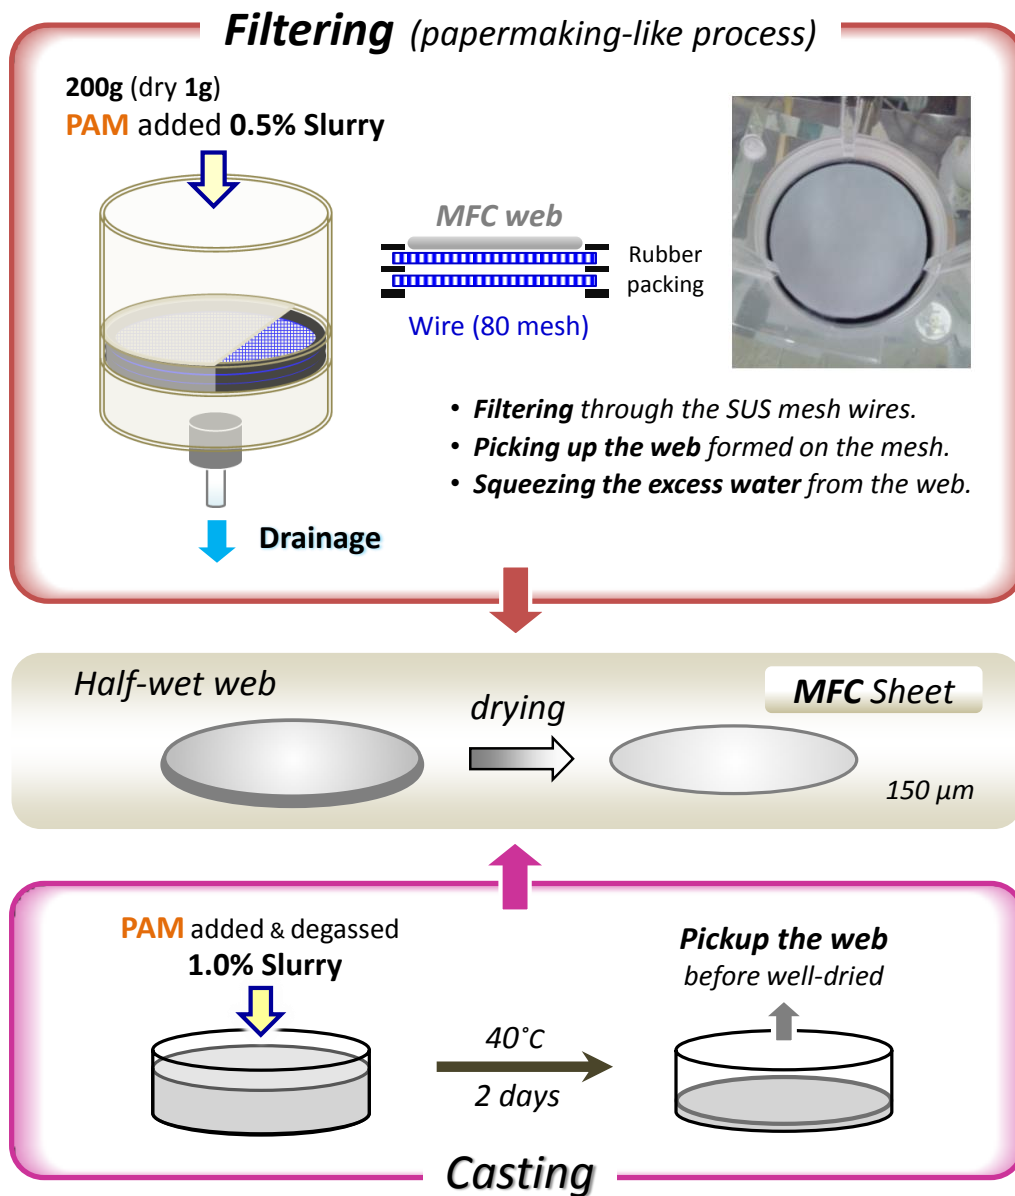 Filtering (papermaking-like process)
200g (dry 1g)
PAM added 0.5% Slurry
MFC web
Rubber
packing
Wire (80 mesh)
• Filtering through the SUS mesh wires.
• Picking up the web formed on the mesh.
• Squeezing the excess water from the web.
Drainage
Half-wet web
drying
MFC Sheet
150 μm
PAM added & degassed
1.0% Slurry
40˚C
2 days
Pickup the web
before well-dried
Casting